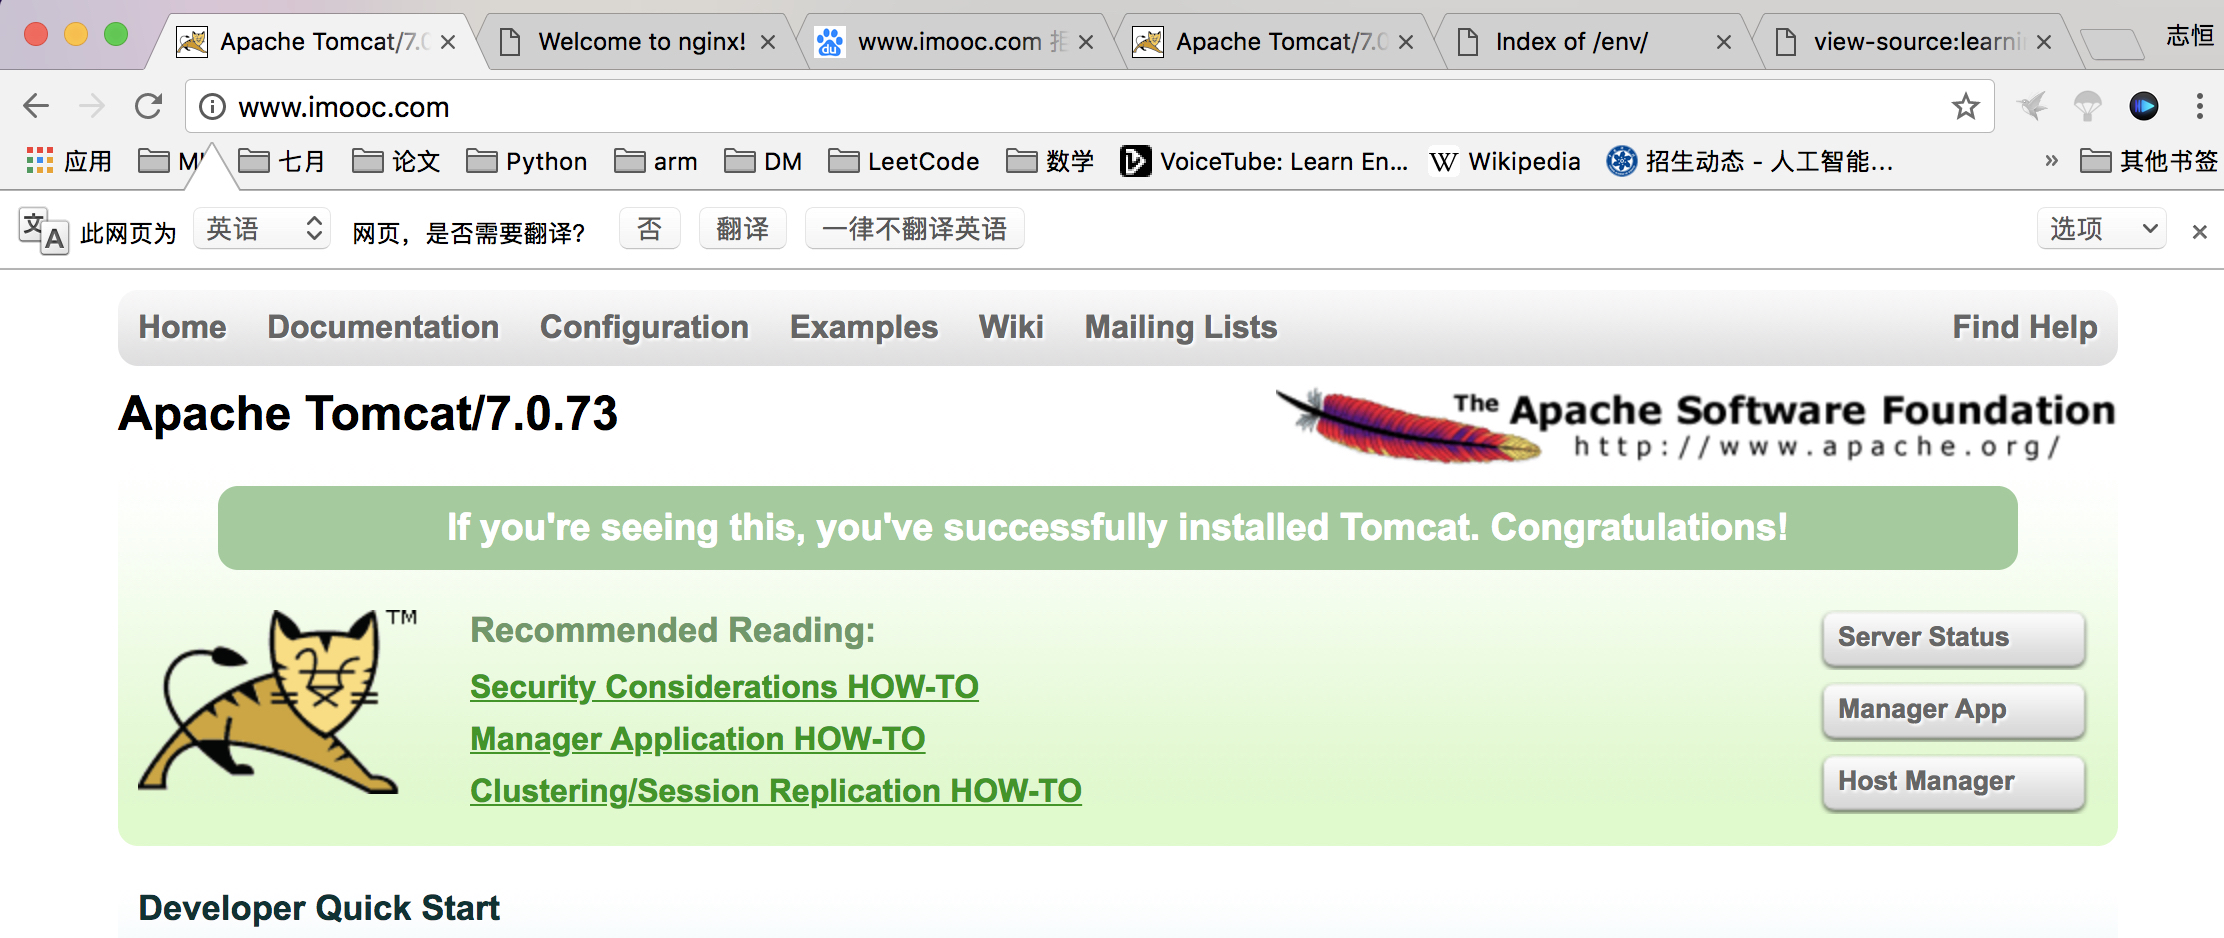 Apache Tomcat/7.0
Welcome to nginx!
www.imooc.com
Apache Tomcat/7.0
Index of /env/
view-source:learni
志恒
www.imooc.com
应用
七月
论文
Python
arm
DM
LeetCode
数学
VoiceTube: Learn En...
W Wikipedia
招生动态 - 人工智能...
»
其他书签
文A 此网页为 英语 网页，是否需要翻译? 否 翻译 一律不翻译英语 选项
Home Documentation Configuration Examples Wiki Mailing Lists Find Help
Apache Tomcat/7.0.73
The Apache Software Foundation
http://www.apache.org/
If you're seeing this, you've successfully installed Tomcat. Congratulations!
TM
Recommended Reading:
Security Considerations HOW-TO
Manager Application HOW-TO
Clustering/Session Replication HOW-TO
Server Status
Manager App
Host Manager
Developer Quick Start